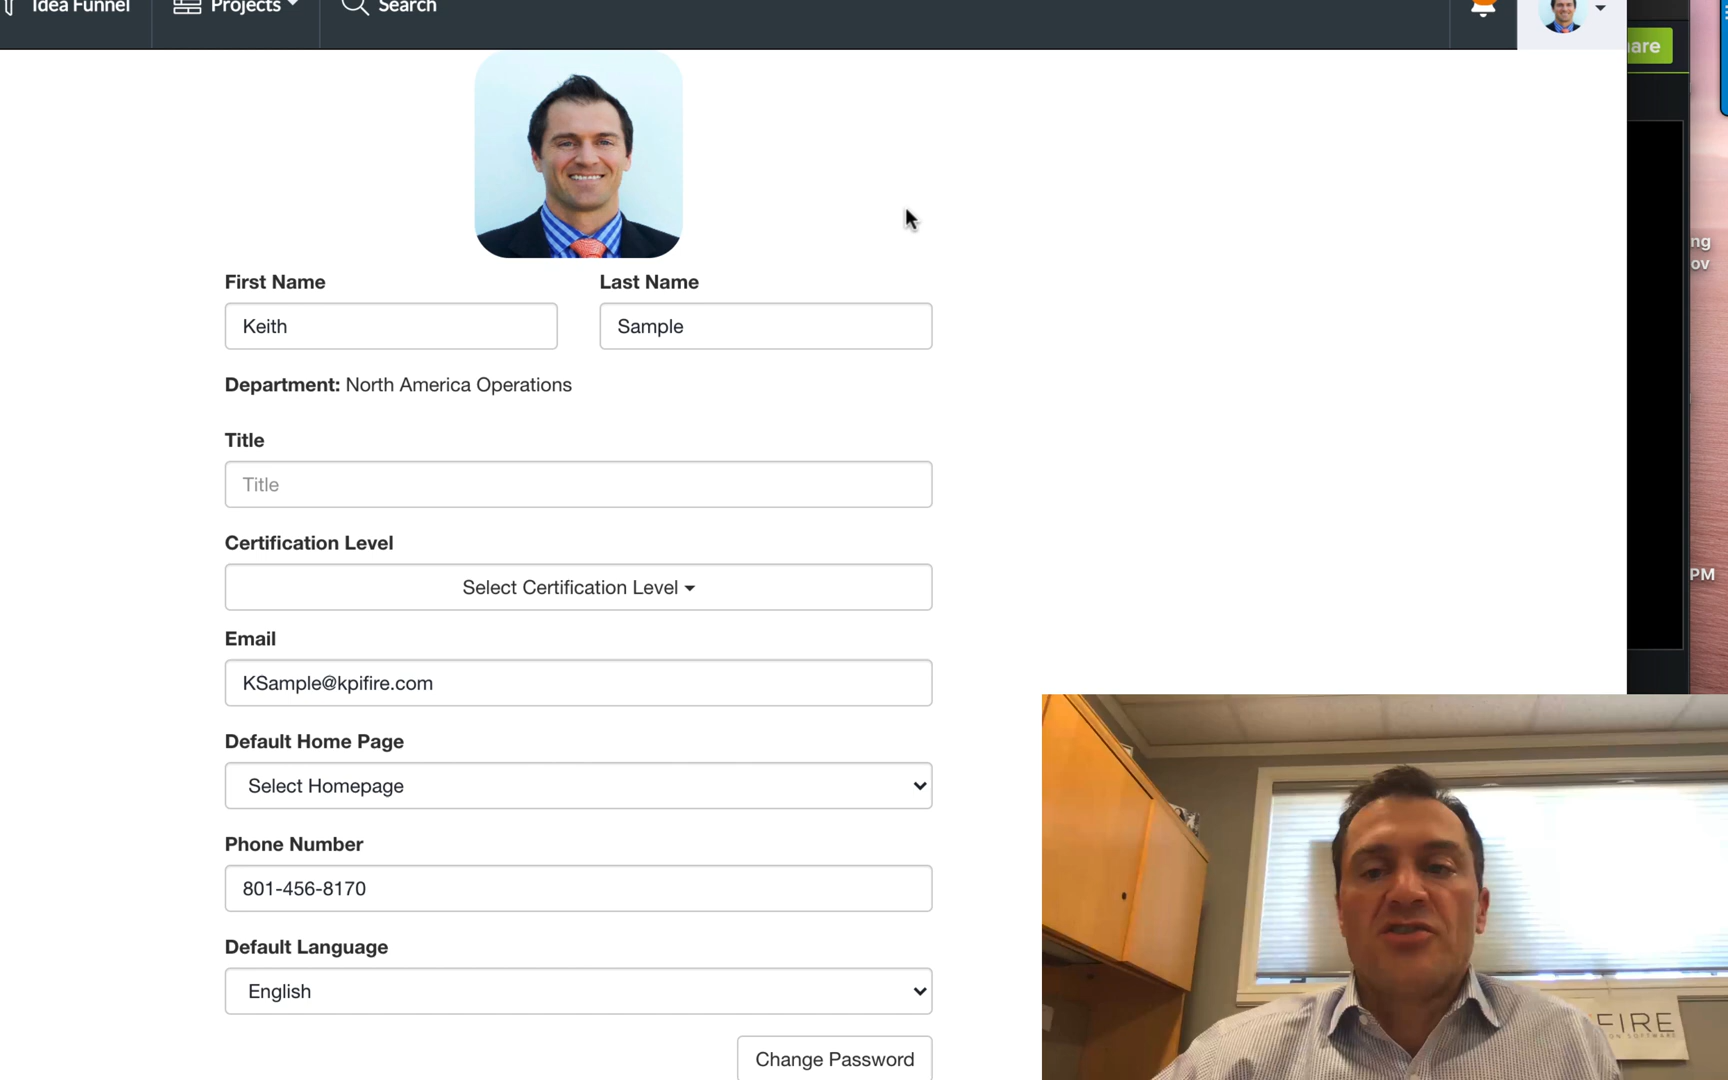 Idea Funnel Projects Search
are
ng
ov
First Name Last Name
Keith Sample
Department: North America Operations
Title
Title
Certification Level
Select Certification Level
PM
Email
KSample@kpifire.com
Default Home Page
Select Homepage
Phone Number
801-456-8170
Default Language
English
FIRE
Change Password